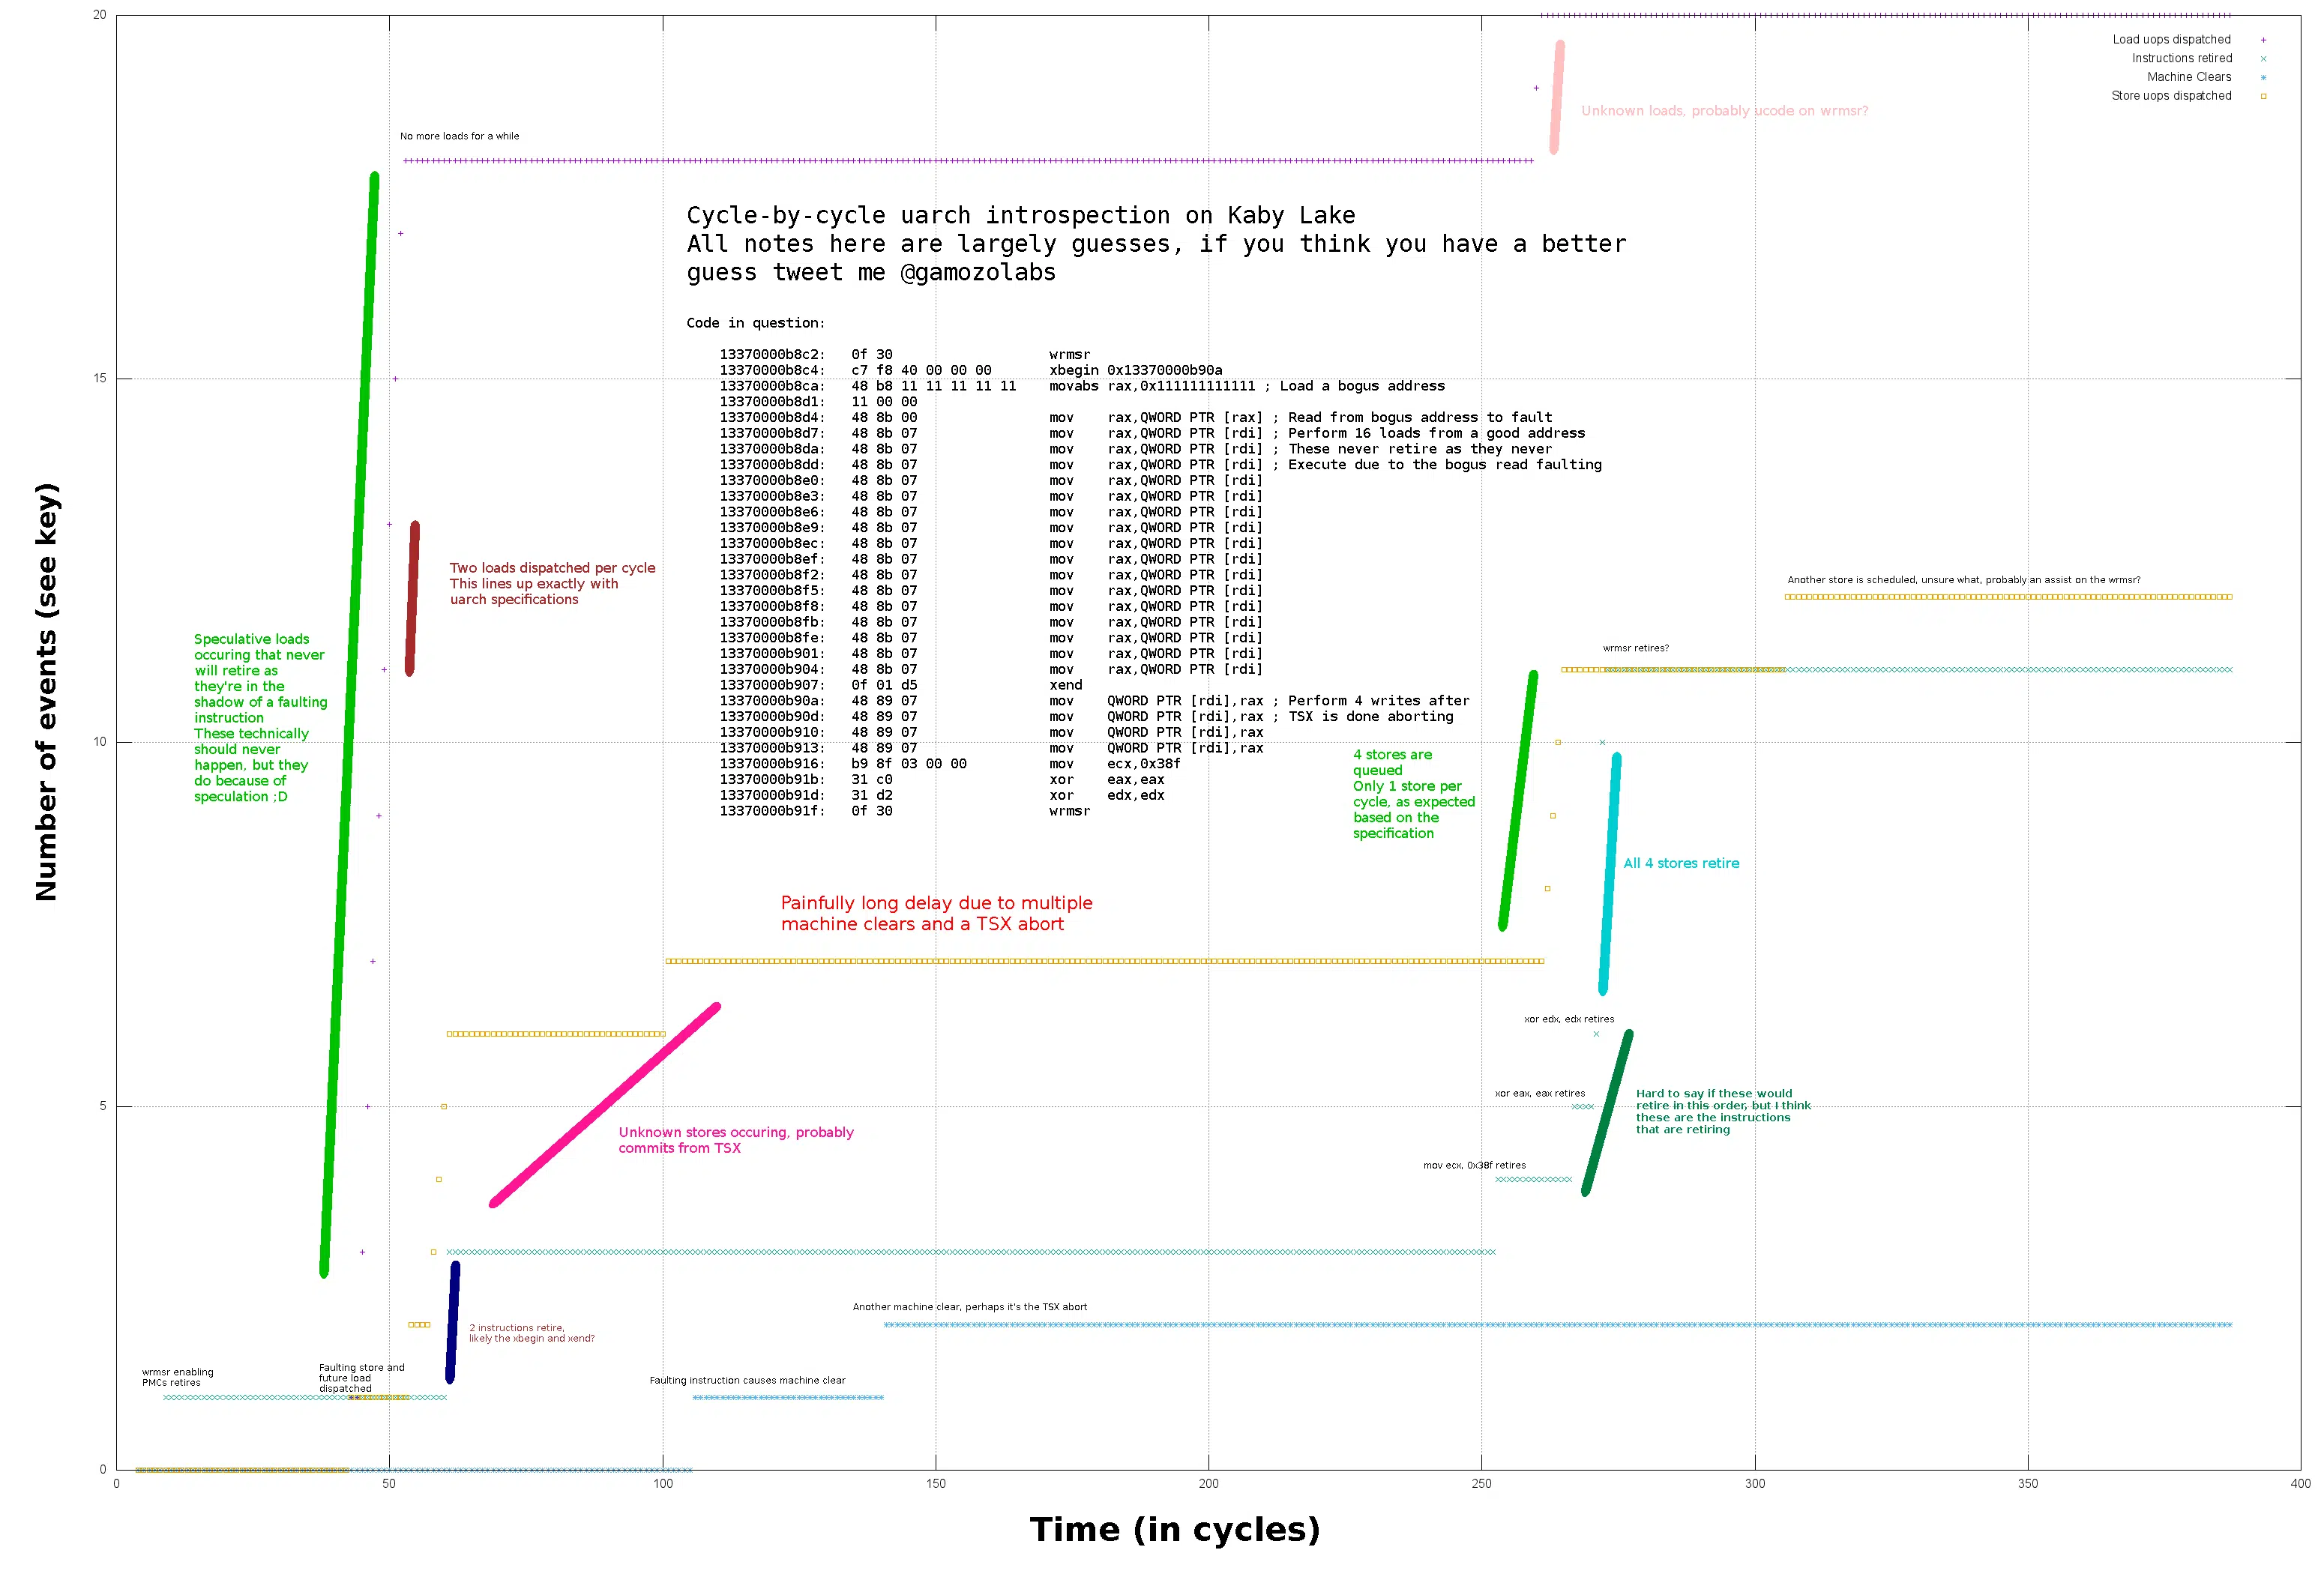 20
Load uops dispatched
Instructions retired
Machine Clears
Store uops dispatched
Unknown loads, probably ucode on wrmsr?
No more loads for a while
Cycle-by-cycle uarch introspection on Kaby Lake
All notes here are largely guesses, if you think you have a better
guess tweet me @gamozolabs
Code in question:
13370000b8c2: 0f 30 wrmsr
13370000b8c4: c7 f8 40 00 00 00 xbegin 0x13370000b90a
13370000b8ca: 48 b8 11 11 11 11 11 movabs rax,0x111111111111 ; Load a bogus address
13370000b8d1: 11 00 00
13370000b8d4: 48 8b 00 mov rax,QWORD PTR [rax] ; Read from bogus address to fault
13370000b8d7: 48 8b 07 mov rax,QWORD PTR [rdi] ; Perform 16 loads from a good address
13370000b8da: 48 8b 07 mov rax,QWORD PTR [rdi] ; These never retire as they never
13370000b8dd: 48 8b 07 mov rax,QWORD PTR [rdi] ; Execute due to the bogus read faulting
13370000b8e0: 48 8b 07 mov rax,QWORD PTR [rdi]
13370000b8e3: 48 8b 07 mov rax,QWORD PTR [rdi]
13370000b8e6: 48 8b 07 mov rax,QWORD PTR [rdi]
13370000b8e9: 48 8b 07 mov rax,QWORD PTR [rdi]
13370000b8ec: 48 8b 07 mov rax,QWORD PTR [rdi]
13370000b8ef: 48 8b 07 mov rax,QWORD PTR [rdi]
13370000b8f2: 48 8b 07 mov rax,QWORD PTR [rdi]
13370000b8f5: 48 8b 07 mov rax,QWORD PTR [rdi]
13370000b8f8: 48 8b 07 mov rax,QWORD PTR [rdi]
13370000b8fb: 48 8b 07 mov rax,QWORD PTR [rdi]
13370000b8fe: 48 8b 07 mov rax,QWORD PTR [rdi]
13370000b901: 48 8b 07 mov rax,QWORD PTR [rdi]
13370000b904: 48 8b 07 mov rax,QWORD PTR [rdi]
13370000b907: 0f 01 d5 xend
13370000b90a: 48 89 07 mov QWORD PTR [rdi],rax ; Perform 4 writes after
13370000b90d: 48 89 07 mov QWORD PTR [rdi],rax ; TSX is done aborting
13370000b910: 48 89 07 mov QWORD PTR [rdi],rax
13370000b913: 48 89 07 mov QWORD PTR [rdi],rax
13370000b916: b9 8f 03 00 00 mov ecx,0x38f
13370000b91b: 31 c0 xor eax,eax
13370000b91d: 31 d2 xor edx,edx
13370000b91f: 0f 30 wrmsr
15
Two loads dispatched per cycle
This lines up exactly with
uarch specifications
Another store is scheduled, unsure what, probably an assist on the wrmsr?
Speculative loads
occuring that never
will retire as
they're in the
shadow of a faulting
instruction
These technically
should never
happen, but they
do because of
speculation ;D
wrmsr retires?
10
4 stores are
queued
Only 1 store per
cycle, as expected
based on the
specification
All 4 stores retire
Painfully long delay due to multiple
machine clears and a TSX abort
xor edx, edx retires
xor eax, eax retires
Hard to say if these would
retire in this order, but I think
these are the instructions
that are retiring
5
Unknown stores occuring, probably
commits from TSX
mov ecx, 0x38f retires
Another machine clear, perhaps it's the TSX abort
2 instructions retire,
likely the xbegin and xend?
wrmsr enabling
PMCs retires
Faulting store and
future load
dispatched
Faulting instruction causes machine clear
0
0 50 100 150 200 250 300 350 400
Time (in cycles)
Number of events (see key)